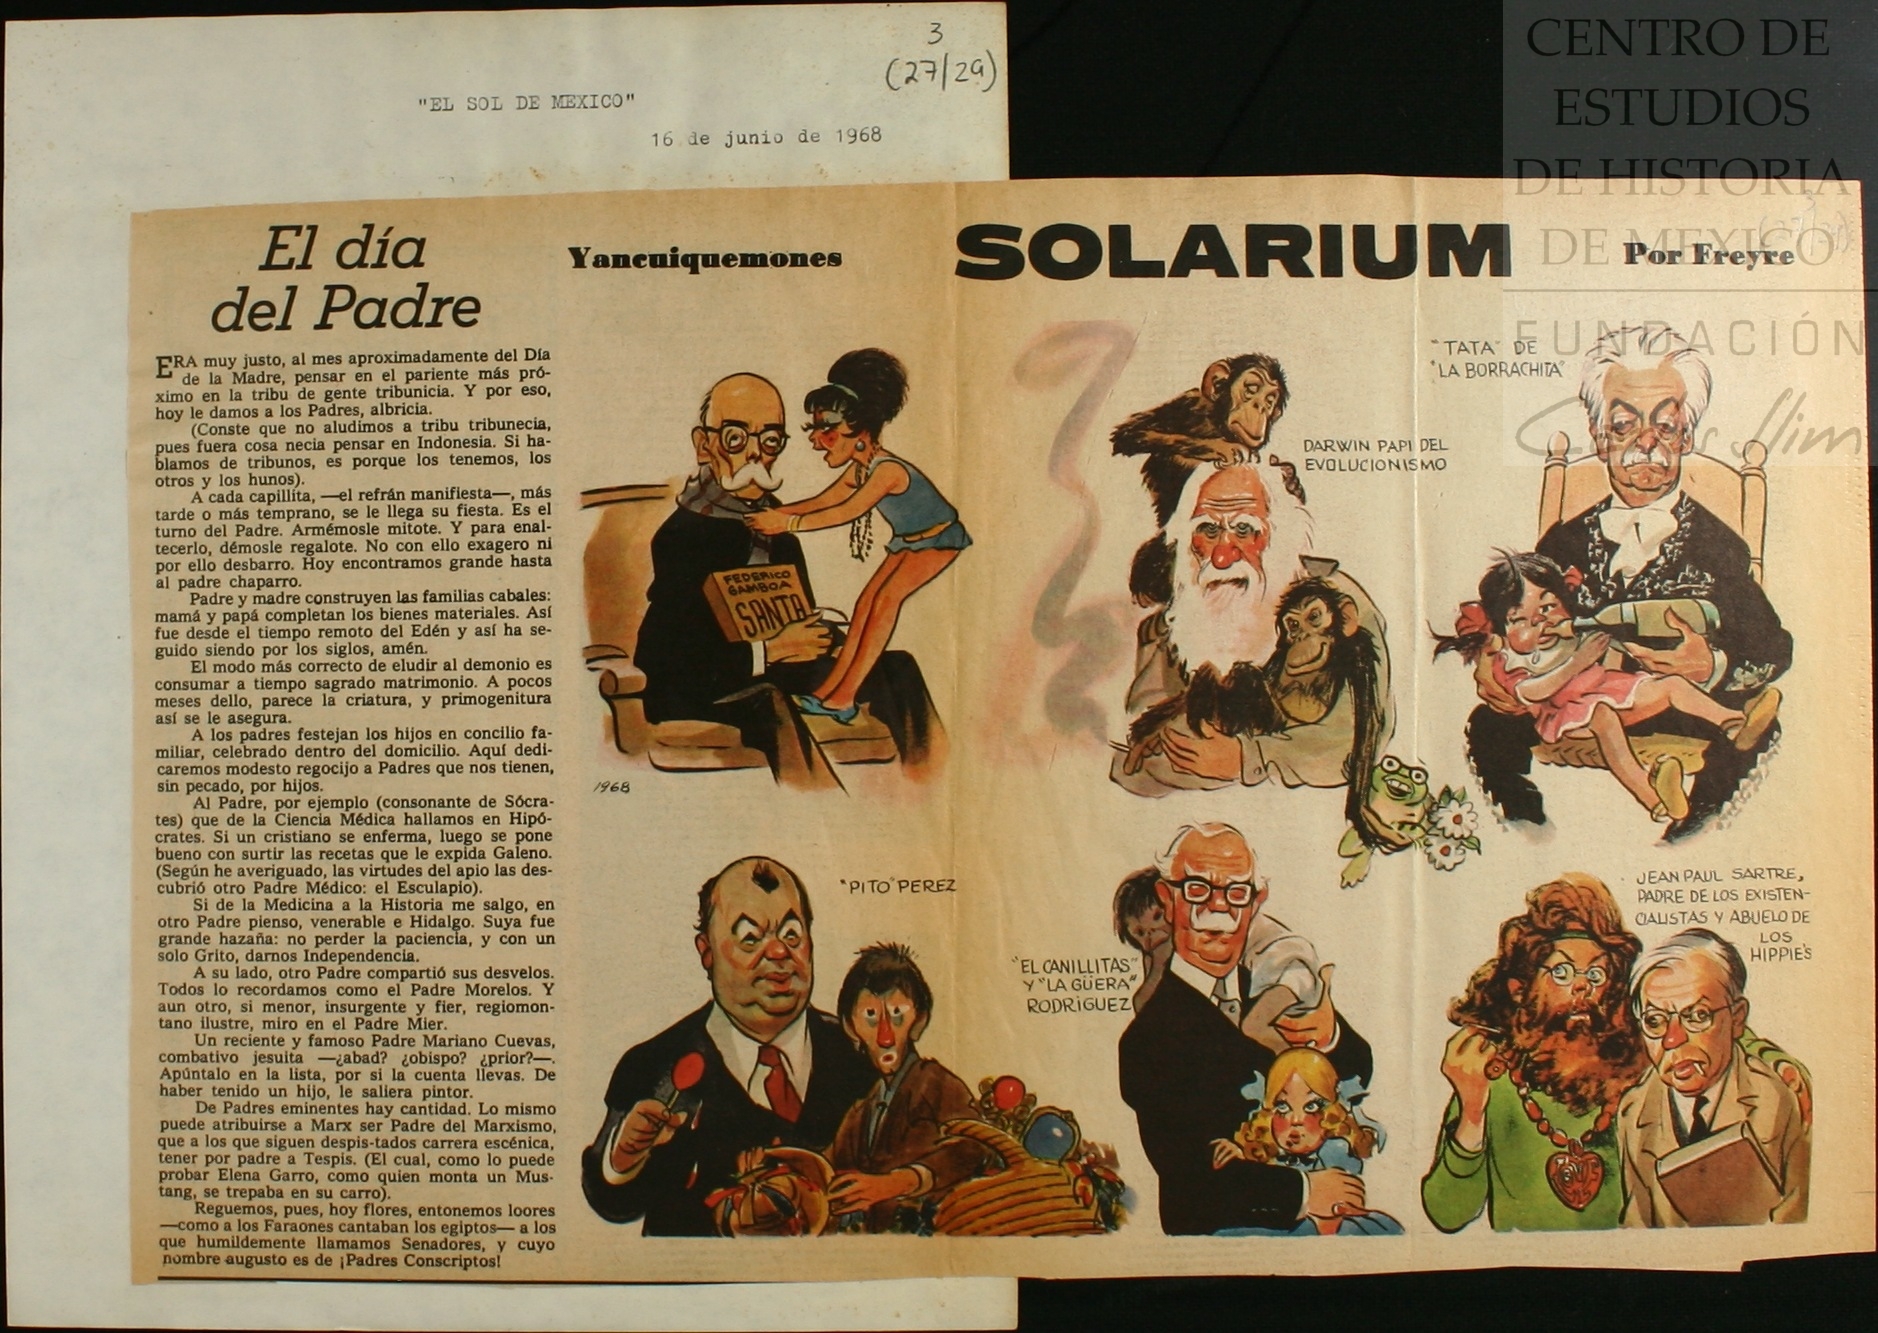 3
(27/29)
"EL SOL DE MEXICO"
16 de junio de 1968
CENTRO DE
ESTUDIOS
DE HISTORIA
DE MEXICO
FUNDACIÓN
Carlos Slim
El día
del Padre
Yancuiquemones
SOLARIUM
Por Freyre
ERA muy justo, al mes aproximadamente del Día
de la Madre, pensar en el pariente más pró-
ximo en la tribu de gente tribunicia. Y por eso,
hoy le damos a los Padres, albricia.
(Conste que no aludimos a tribu tribunecia,
pues fuera cosa necia pensar en Indonesia. Si ha-
blamos de tribunos, es porque los tenemos, los
otros y los hunos).
A cada capillita, —el refrán manifiesta—, más
tarde o más temprano, se le llega su fiesta. Es el
turno del Padre. Armémosle mitote. Y para enal-
tecerlo, démosle regalote. No con ello exagero ni
por ello desbarro. Hoy encontramos grande hasta
al padre chaparro.
Padre y madre construyen las familias cabales:
mamá y papá completan los bienes materiales. Así
fue desde el tiempo remoto del Edén y así ha se-
guido siendo por los siglos, amén.
El modo más correcto de eludir al demonio es
consumar a tiempo sagrado matrimonio. A pocos
meses dello, parece la criatura, y primogenitura
así se le asegura.
A los padres festejan los hijos en concilio fa-
miliar, celebrado dentro del domicilio. Aquí dedi-
caremos modesto regocijo a Padres que nos tienen,
sin pecado, por hijos.
Al Padre, por ejemplo (consonante de Sócra-
tes) que de la Ciencia Médica hallamos en Hipó-
crates. Si un cristiano se enferma, luego se pone
bueno con surtir las recetas que le expida Galeno.
(Según he averiguado, las virtudes del apio las des-
cubrió otro Padre Médico: el Esculapio).
Si de la Medicina a la Historia me salgo, en
otro Padre pienso, venerable e Hidalgo. Suya fue
grande hazaña: no perder la paciencia, y con un
solo Grito, darnos Independencia.
A su lado, otro Padre compartió sus desvelos.
Todos lo recordamos como el Padre Morelos. Y
aun otro, si menor, insurgente y fier, regiomon-
tano ilustre, miro en el Padre Mier.
Un reciente y famoso Padre Mariano Cuevas,
combativo jesuita —¿abad? ¿obispo? ¿prior?—.
Apúntalo en la lista, por si la cuenta llevas. De
haber tenido un hijo, le saliera pintor.
De Padres eminentes hay cantidad. Lo mismo
puede atribuirse a Marx ser Padre del Marxismo,
que a los que siguen despis-tados carrera escénica,
tener por padre a Tespis. (El cual, como lo puede
probar Elena Garro, como quien monta un Mus-
tang, se trepaba en su carro).
Reguemos, pues, hoy flores, entonemos loores
—como a los Faraones cantaban los egiptos— a los
que humildemente llamamos Senadores, y cuyo
nombre augusto es de ¡Padres Conscriptos!
FEDERICO
GAMBOA
SANTA
1968
DARWIN PAPI DEL
EVOLUCIONISMO
"TATA" DE
"LA BORRACHITA"
"PITO" PEREZ
"EL CANILLITAS"
Y "LA GÜERA"
RODRÍGUEZ
JEAN PAUL SARTRE,
PADRE DE LOS EXISTEN-
CIALISTAS Y ABUELO DE
LOS
HIPPIE'S